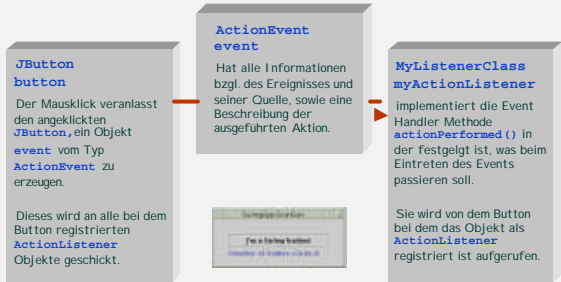 JButton
button
Der Mausklick veranlasst
den angeklickten
JButton,ein Objekt
event vom Typ
ActionEvent zu
erzeugen.
Dieses wird an alle bei dem
Button registrierten
ActionListener
Objekte geschickt.
ActionEvent
event
Hat alle Informationen
bzgl. des Ereignisses und
seiner Quelle, sowie eine
Beschreibung der
ausgeführten Aktion.
I'm a Swing button!
MyListenerClass
myActionListener
implementiert die Event
Handler Methode
actionPerformed() in
der festgelgt ist, was beim
Eintreten des Events
passieren soll.
Sie wird von dem Button
bei dem das Objekt als
ActionListener
registriert ist aufgerufen.